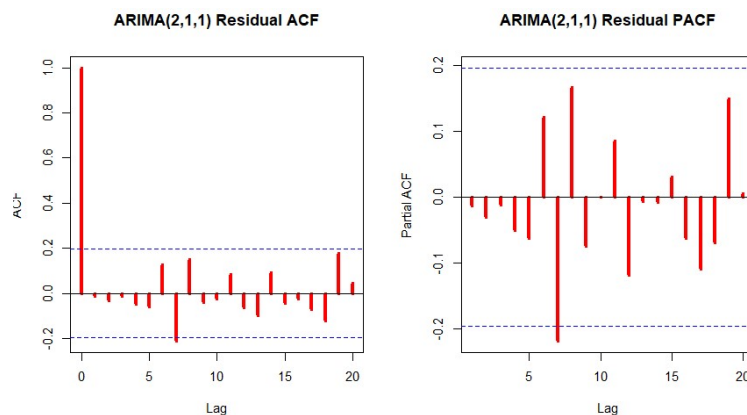 ARIMA(2,1,1) Residual ACF
ACF
1.0
0.8
0.6
0.4
0.2
0.0
-0.2
0 5 10 15 20
Lag
ARIMA(2,1,1) Residual PACF
Partial ACF
0.2
0.1
0.0
-0.1
-0.2
5 10 15 20
Lag